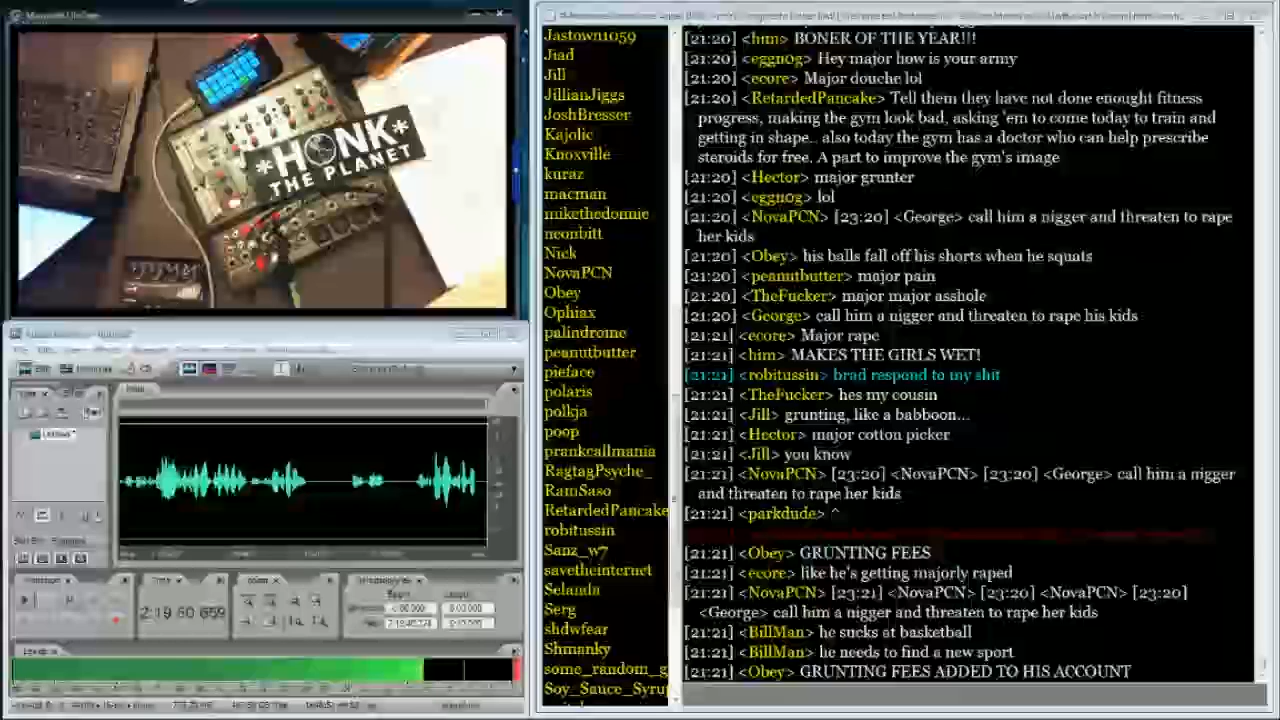 *HONK*
THE PLANET
Jastown1059
Jiad
Jill
JillianJiggs
JoshBresser
Kajolic
Knoxville
kuraz
macman
mikethedonnie
neonbitt
Nick
NovaPCN
Obey
Ophiax
palindrome
peanutbutter
pieface
polaris
polkja
poop
prankcallmania
RagtagPsyche_
RamSaso
RetardedPancake
robitussin
Sanz_w7
savetheinternet
Selanata
Serg
shdwfear
Shmanky
some_random_g
Soy_Sauce_Syru
[21:20] <him> BONER OF THE YEAR!!!
[21:20] <eggnog> Hey major how is your army
[21:20] <ecore> Major douche lol
[21:20] <RetardedPancake> Tell them they have not done enought fitness
progress, making the gym look bad, asking 'em to come today to train and
getting in shape.. also today the gym has a doctor who can help prescribe
steroids for free. A part to improve the gym's image
[21:20] <Hector> major grunter
[21:20] <eggnog> lol
[21:20] <NovaPCN> [23:20] <George> call him a nigger and threaten to rape
her kids
[21:20] <Obey> his balls fall off his shorts when he squats
[21:20] <peanutbutter> major pain
[21:20] <TheFucker> major major asshole
[21:20] <George> call him a nigger and threaten to rape his kids
[21:21] <ecore> Major rape
[21:21] <him> MAKES THE GIRLS WET!
[21:21] <robitussin> brad respond to my shit
[21:21] <TheFucker> hes my cousin
[21:21] <Jill> grunting, like a babboon...
[21:21] <Hector> major cotton picker
[21:21] <Jill> you know
[21:21] <NovaPCN> [23:20] <NovaPCN> [23:20] <George> call him a nigger
and threaten to rape her kids
[21:21] <parkdude> ^
[21:21] <Obey> GRUNTING FEES
[21:21] <ecore> like he's getting majorly raped
[21:21] <NovaPCN> [23:21] <NovaPCN> [23:20] <NovaPCN> [23:20]
<George> call him a nigger and threaten to rape her kids
[21:21] <BillMan> he sucks at basketball
[21:21] <BillMan> he needs to find a new sport
[21:21] <Obey> GRUNTING FEES ADDED TO HIS ACCOUNT